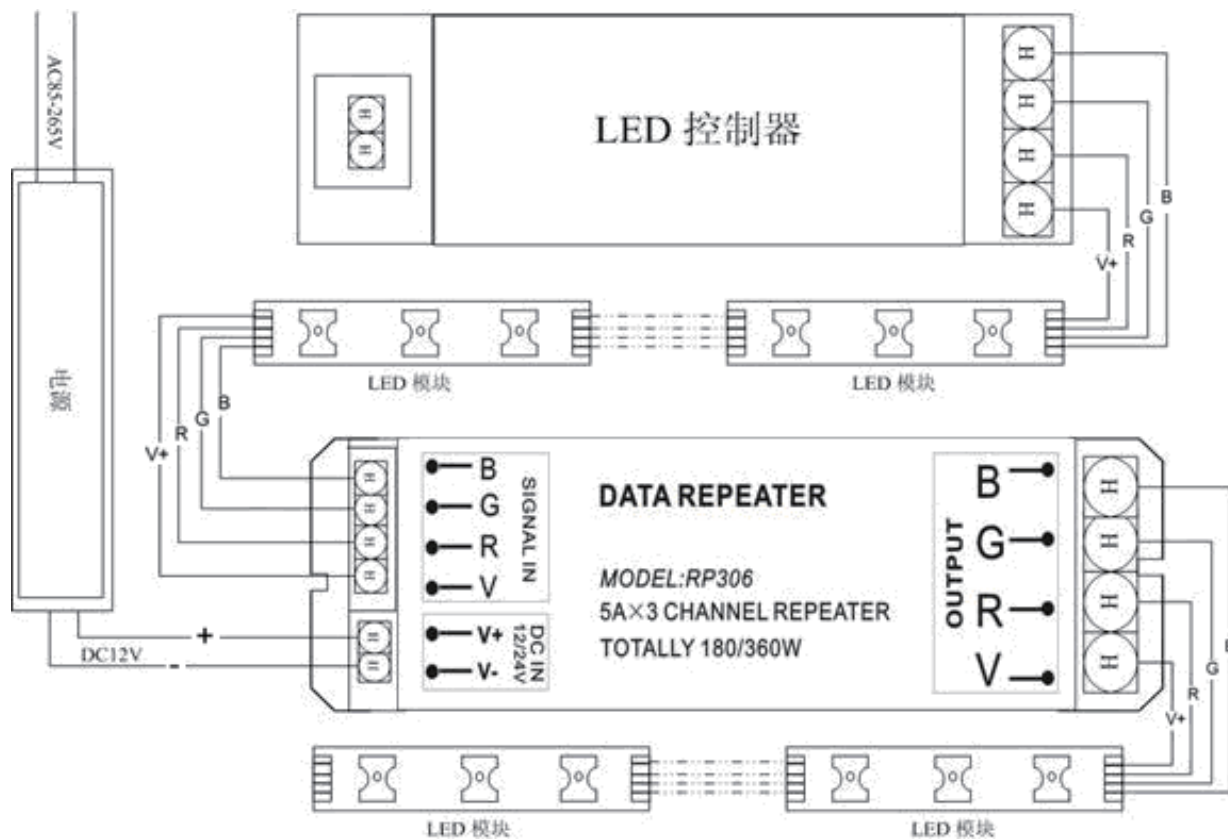 AC85-265V
LED 控制器
H
H
H
H
H
H
B
G
R
V+
LED 模块
LED 模块
电源
V+
R
G
B
H
H
H
H
B
G
R
V
SIGNAL IN
DATA REPEATER
MODEL:RP306
5A×3 CHANNEL REPEATER
TOTALLY 180/360W
OUTPUT
B
G
R
V
H
H
H
H
DC12V
+
-
H
H
V+
V-
DC IN
12/24V
G
R
V+
LED 模块
LED 模块